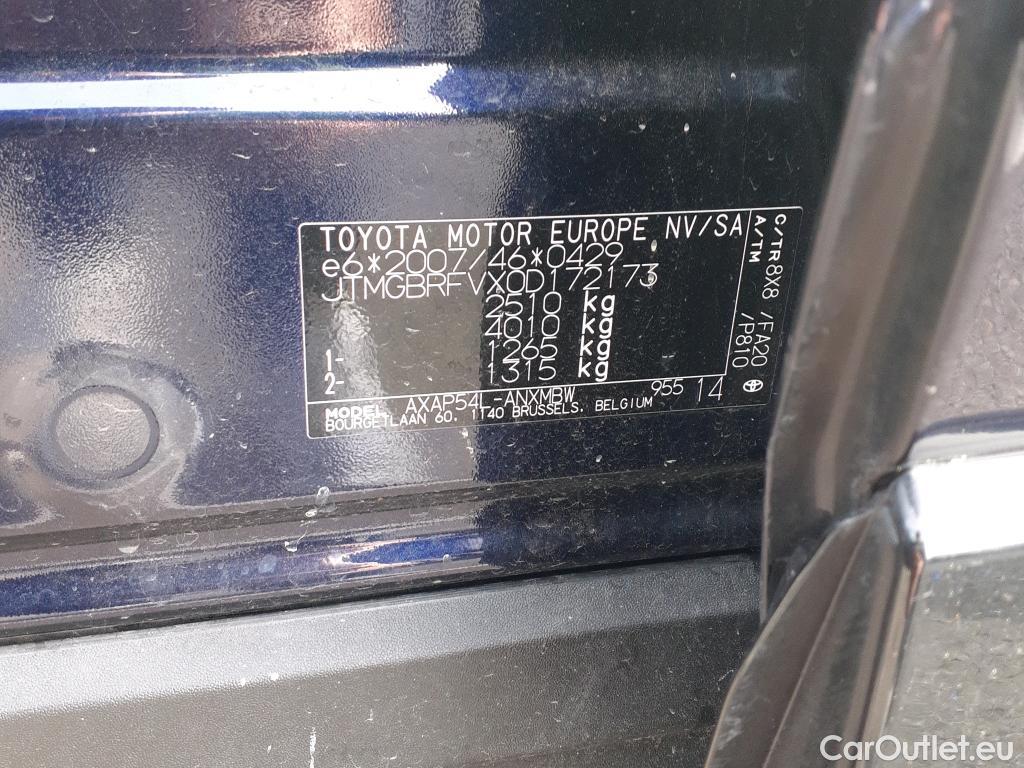 TOYOTA MOTOR EUROPE NV/SA
e6*2007/46*0429
JTMGBRFVX0D172173
2510 kg
4010 kg
1- 1265 kg
2- 1315 kg
MODEL AXAP54L-ANXMBW 955 14
BOURGETLAAN 60, 1140 BRUSSELS, BELGIUM
C/TR 8X8 /FA20
A/TM /P810
CarOutlet.eu